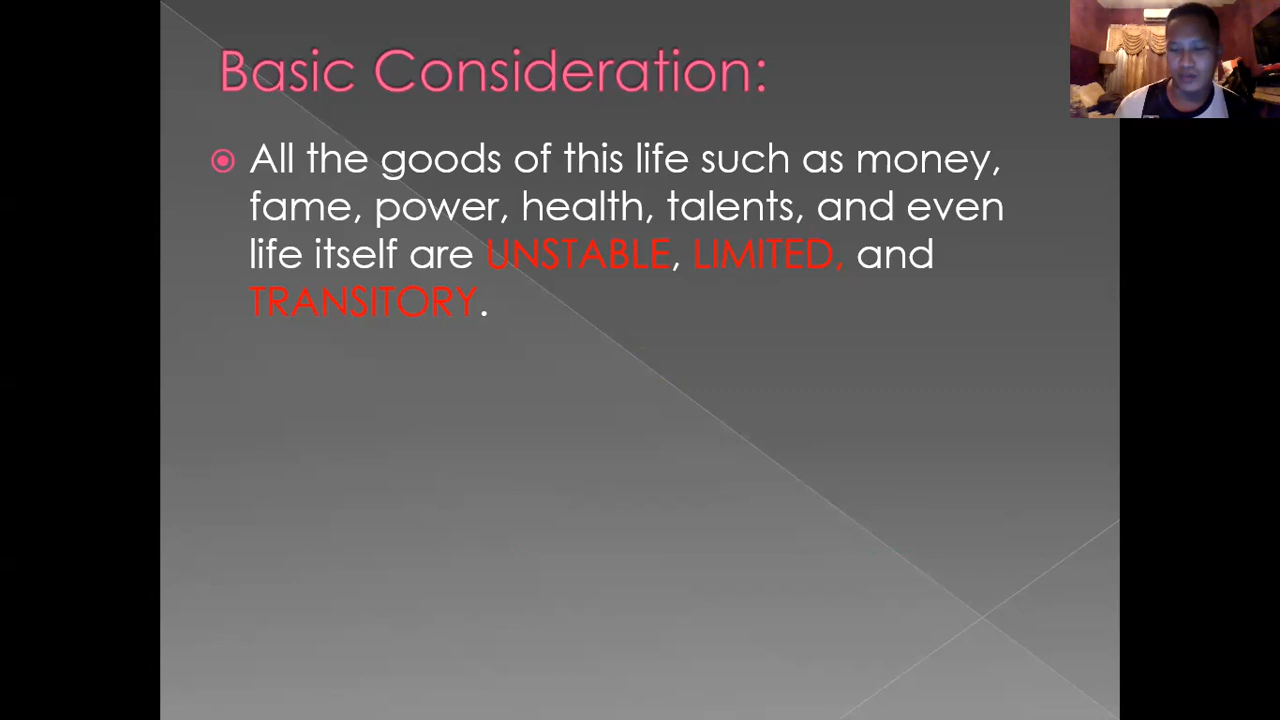 Basic Consideration:
All the goods of this life such as money,
fame, power, health, talents, and even
life itself are UNSTABLE, LIMITED, and
TRANSITORY.